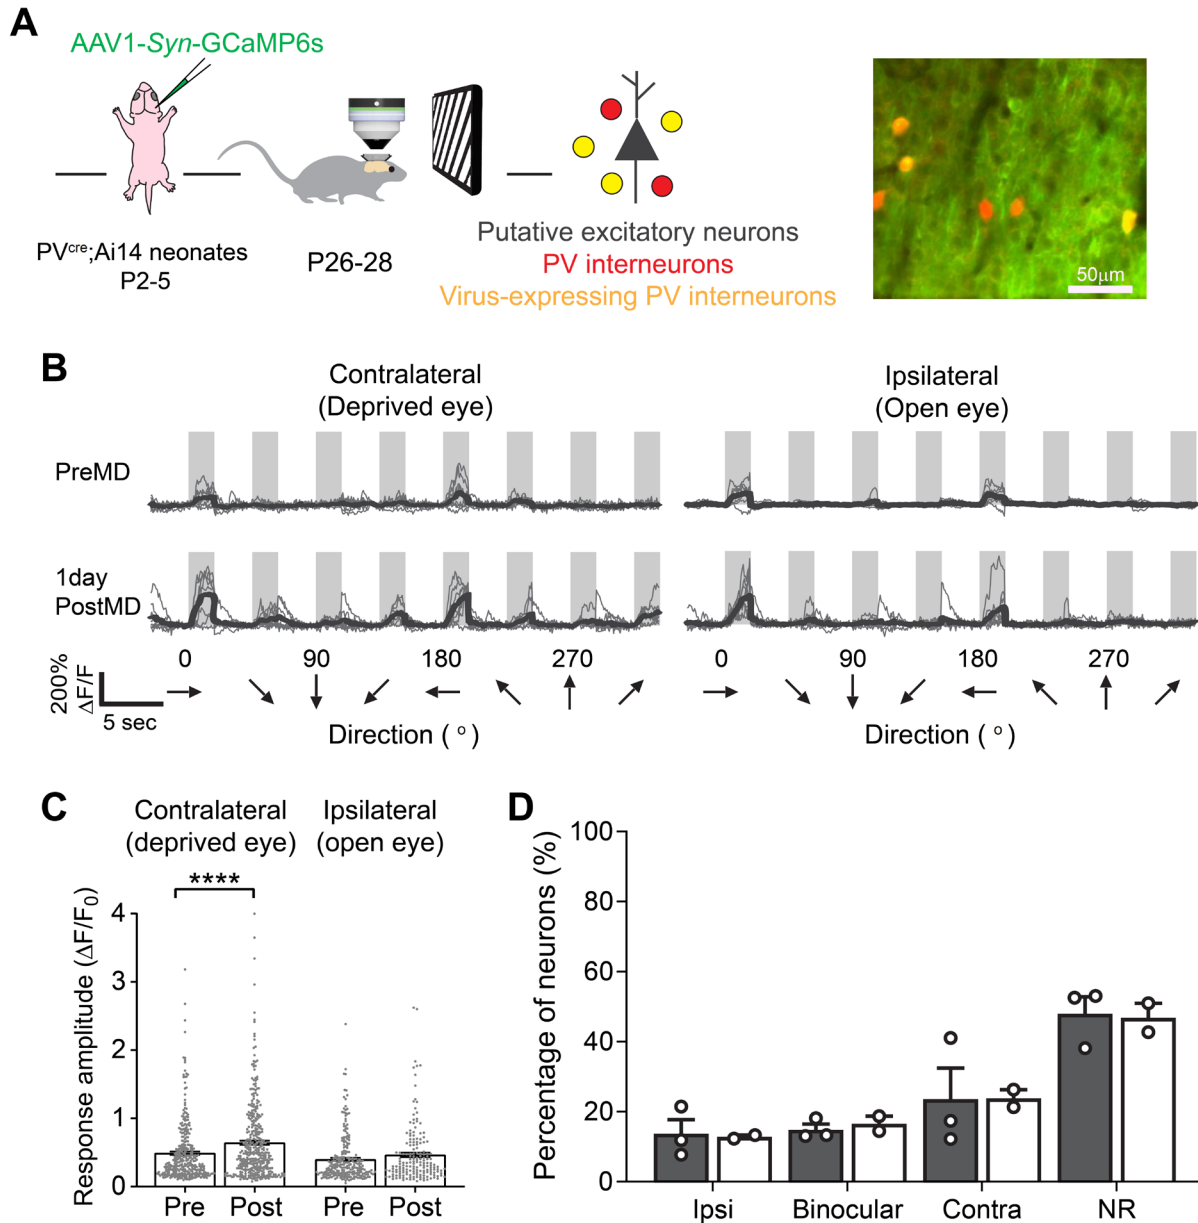 A
AAV1-Syn-GCaMP6s
PVcre;Ai14 neonates
P2-5
P26-28
Putative excitatory neurons
PV interneurons
Virus-expressing PV interneurons
50μm
B
Contralateral
(Deprived eye)
Ipsilateral
(Open eye)
PreMD
1day
PostMD
0 90 180 270
0 90 180 270
200%
ΔF/F
5 sec
Direction ( o )
Direction ( o )
C
Contralateral
(deprived eye)
Ipsilateral
(open eye)
****
Response amplitude (ΔF/F0)
4
3
2
1
0
Pre Post Pre Post
D
Percentage of neurons (%)
100
80
60
40
20
0
Ipsi Binocular Contra NR